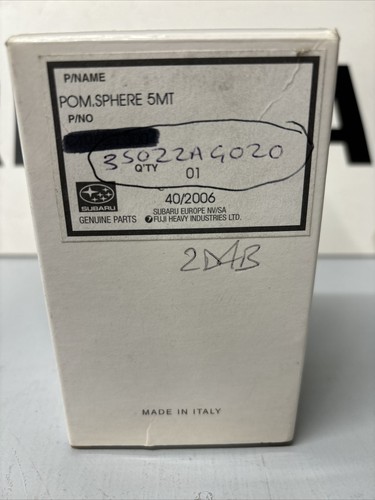 P/NAME
POM.SPHERE 5MT
P/NO
35022AG020
Q'TY 01
SUBARU
40/2006
SUBARU EUROPE NV/SA
GENUINE PARTS FUJI HEAVY INDUSTRIES LTD.
2D4B
MADE IN ITALY